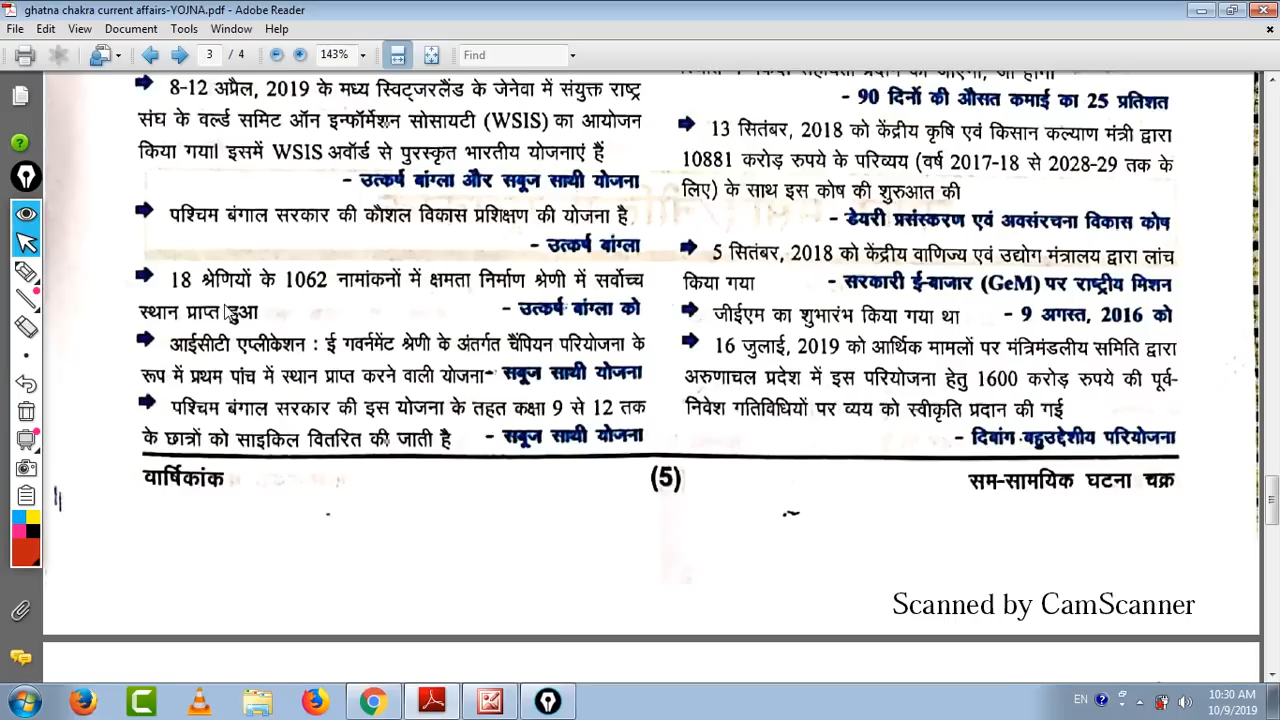 ghatna chakra current affairs-YOJNA.pdf - Adobe Reader
File Edit View Document Tools Window Help
3 / 4 143% Find
8-12 अप्रैल, 2019 के मध्य स्विट्जरलैंड के जेनेवा में संयुक्त राष्ट्र
संघ के वर्ल्ड समिट ऑन इन्फॉर्मेशन सोसायटी (WSIS) का आयोजन
किया गया। इसमें WSIS अवॉर्ड से पुरस्कृत भारतीय योजनाएं हैं
- उत्कर्ष बांग्ला और सबूज साथी योजना
पश्चिम बंगाल सरकार की कौशल विकास प्रशिक्षण की योजना है
- उत्कर्ष बांग्ला
18 श्रेणियों के 1062 नामांकनों में क्षमता निर्माण श्रेणी में सर्वोच्च
स्थान प्राप्त हुआ - उत्कर्ष बांग्ला को
आईसीटी एप्लीकेशन : ई गवर्नमेंट श्रेणी के अंतर्गत चैंपियन परियोजना के
रूप में प्रथम पांच में स्थान प्राप्त करने वाली योजना- सबूज साथी योजना
पश्चिम बंगाल सरकार की इस योजना के तहत कक्षा 9 से 12 तक
के छात्रों को साइकिल वितरित की जाती है - सबूज साथी योजना
- 90 दिनों की औसत कमाई का 25 प्रतिशत
13 सितंबर, 2018 को केंद्रीय कृषि एवं किसान कल्याण मंत्री द्वारा
10881 करोड़ रुपये के परिव्यय (वर्ष 2017-18 से 2028-29 तक के
लिए) के साथ इस कोष की शुरुआत की
- डेयरी प्रसंस्करण एवं अवसंरचना विकास कोष
5 सितंबर, 2018 को केंद्रीय वाणिज्य एवं उद्योग मंत्रालय द्वारा लांच
किया गया - सरकारी ई-बाजार (GeM) पर राष्ट्रीय मिशन
जीईएम का शुभारंभ किया गया था - 9 अगस्त, 2016 को
16 जुलाई, 2019 को आर्थिक मामलों पर मंत्रिमंडलीय समिति द्वारा
अरुणाचल प्रदेश में इस परियोजना हेतु 1600 करोड़ रुपये की पूर्व-
निवेश गतिविधियों पर व्यय को स्वीकृति प्रदान की गई
- दिबांग बहुउद्देशीय परियोजना
वार्षिकांक (5) सम-सामयिक घटना चक्र
Scanned by CamScanner
EN 10:30 AM
10/9/2019